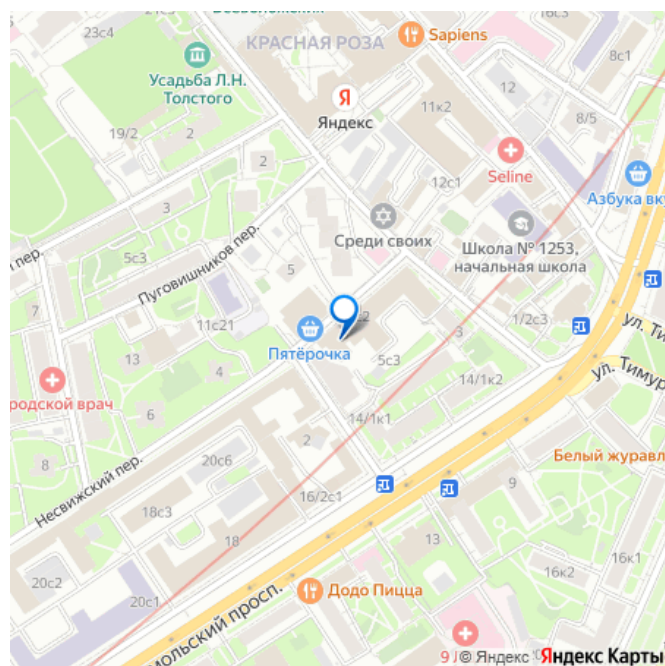 23с4
КРАСНАЯ РОЗА
Sapiens
16с3
8с1
Усадьба Л.Н.
Толстого
Яндекс
11к2
12
8/5
19/2
2
2
Seline
Азбука вку
3
12с1
Среди своих
Школа № 1253,
начальная школа
пер.
Пуговишников пер.
5с3
5
7
11с21
3
1/2с3
ул. Ти
Пятёрочка
5с3
13
ул. Тимур
14/1к2
родской врач
4
6
14/1к1
8
2
20с6
Белый журавл
Несвижский пер.
16/2с1
9
18с3
18
13
16к1
16к2
20с2
20с1
Додо Пицца
мольский просп.
9
© Яндекс Яндекс Карты